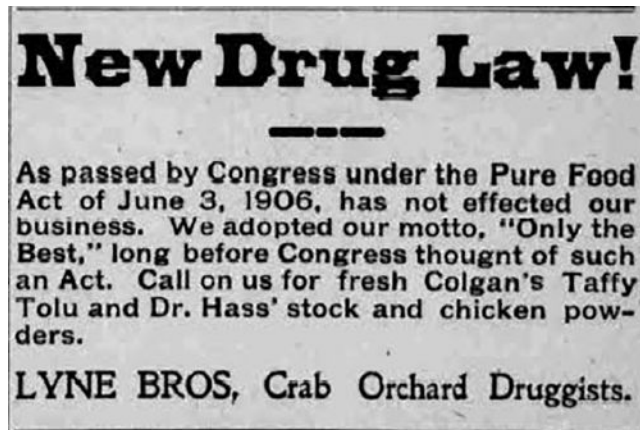 New Drug Law!
As passed by Congress under the Pure Food
Act of June 3, 1906, has not effected our
business. We adopted our motto, "Only the
Best," long before Congress thougnt of such
an Act. Call on us for fresh Colgan's Taffy
Tolu and Dr. Hass' stock and chicken pow-
ders.
LYNE BROS, Crab Orchard Druggists.